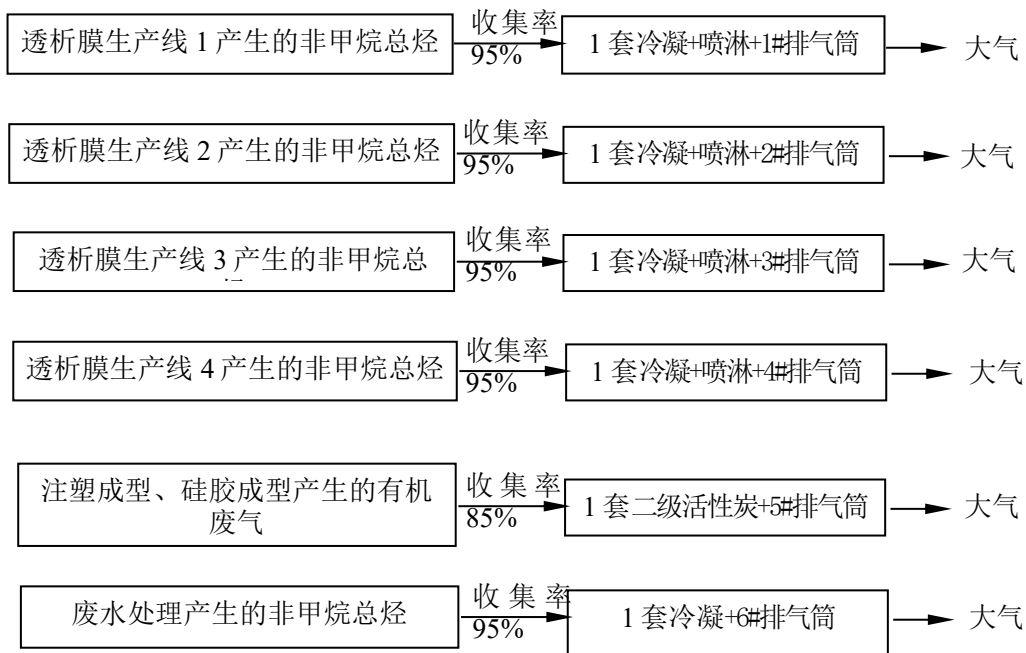 透析膜生产线 1 产生的非甲烷总烃
收集率
95%
1 套冷凝+喷淋+1#排气筒
大气
透析膜生产线 2 产生的非甲烷总烃
收集率
95%
1 套冷凝+喷淋+2#排气筒
大气
透析膜生产线 3 产生的非甲烷总
收集率
95%
1 套冷凝+喷淋+3#排气筒
大气
透析膜生产线 4 产生的非甲烷总烃
收集率
95%
1 套冷凝+喷淋+4#排气筒
大气
注塑成型、硅胶成型产生的有机
废气
收集率
85%
1 套二级活性炭+5#排气筒
大气
废水处理产生的非甲烷总烃
收集率
95%
1 套冷凝+6#排气筒
大气